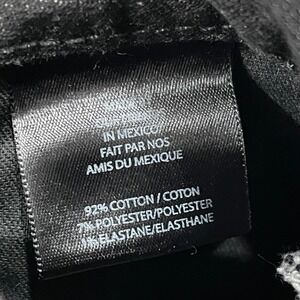 IN MEXICO
FAIT PAR NOS
AMIS DU MEXIQUE
92% COTTON / COTON
7% POLYESTER/POLYESTER
1% ELASTANE/ELASTHANE